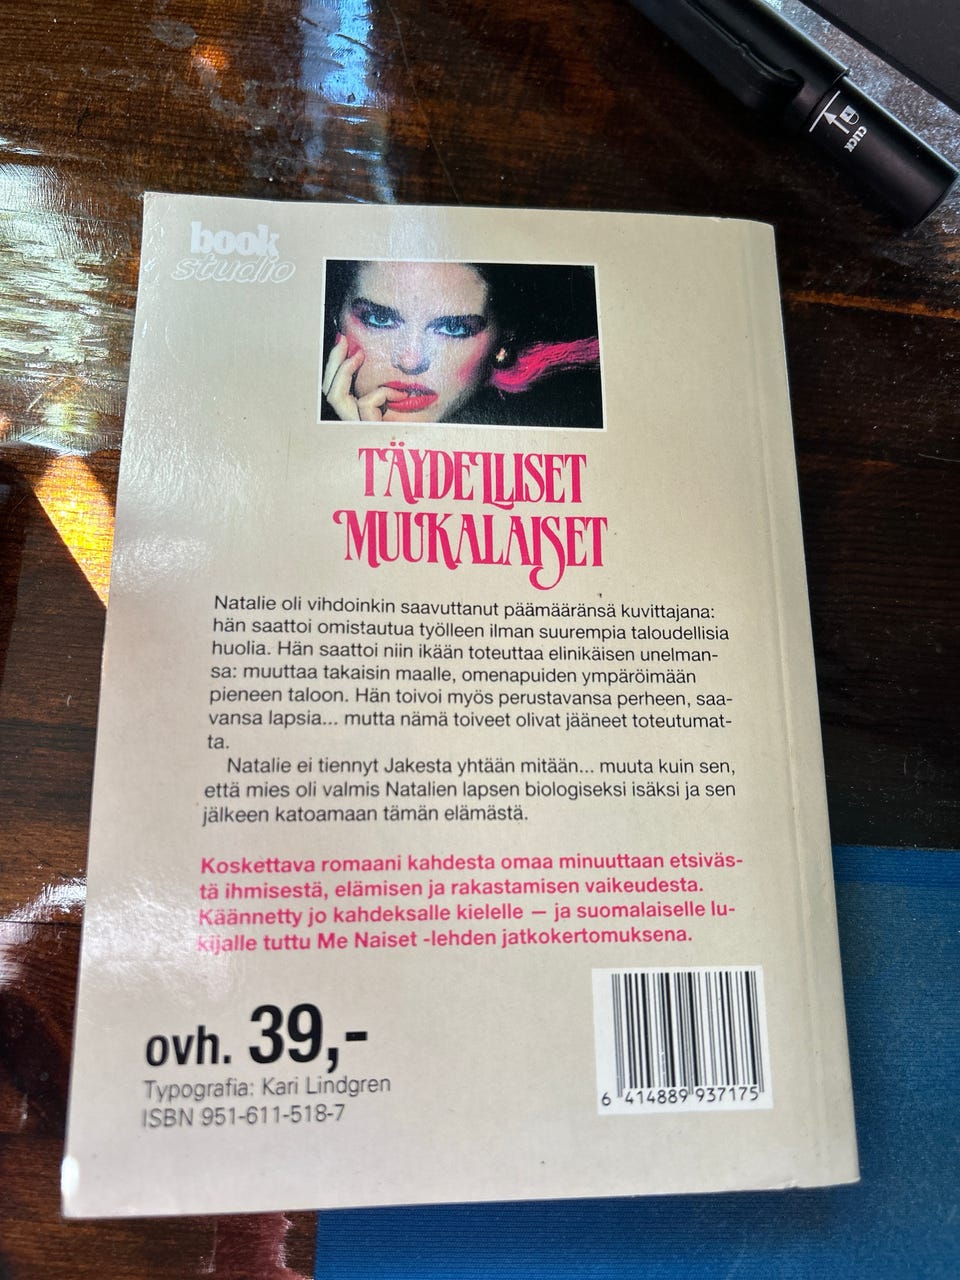 CLICK
book
studio
TÄYDELLISET
MUUKALAISET
Natalie oli vihdoinkin saavuttanut päämääränsä kuvittajana:
hän saattoi omistautua työlleen ilman suurempia taloudellisia
huolia. Hän saattoi niin ikään toteuttaa elinikäisen unelman-
sa: muuttaa takaisin maalle, omenapuiden ympäröimään
pieneen taloon. Hän toivoi myös perustavansa perheen, saa-
vansa lapsia... mutta nämä toiveet olivat jääneet toteutumat-
ta.
Natalie ei tiennyt Jakesta yhtään mitään... muuta kuin sen,
että mies oli valmis Natalien lapsen biologiseksi isäksi ja sen
jälkeen katoamaan tämän elämästä.
Koskettava romaani kahdesta omaa minuuttaan etsiväs-
tä ihmisestä, elämisen ja rakastamisen vaikeudesta.
Käännetty jo kahdeksalle kielelle — ja suomalaiselle lu-
kijalle tuttu Me Naiset -lehden jatkokertomuksena.
ovh. 39,-
Typografia: Kari Lindgren
ISBN 951-611-518-7
6 414889 937175